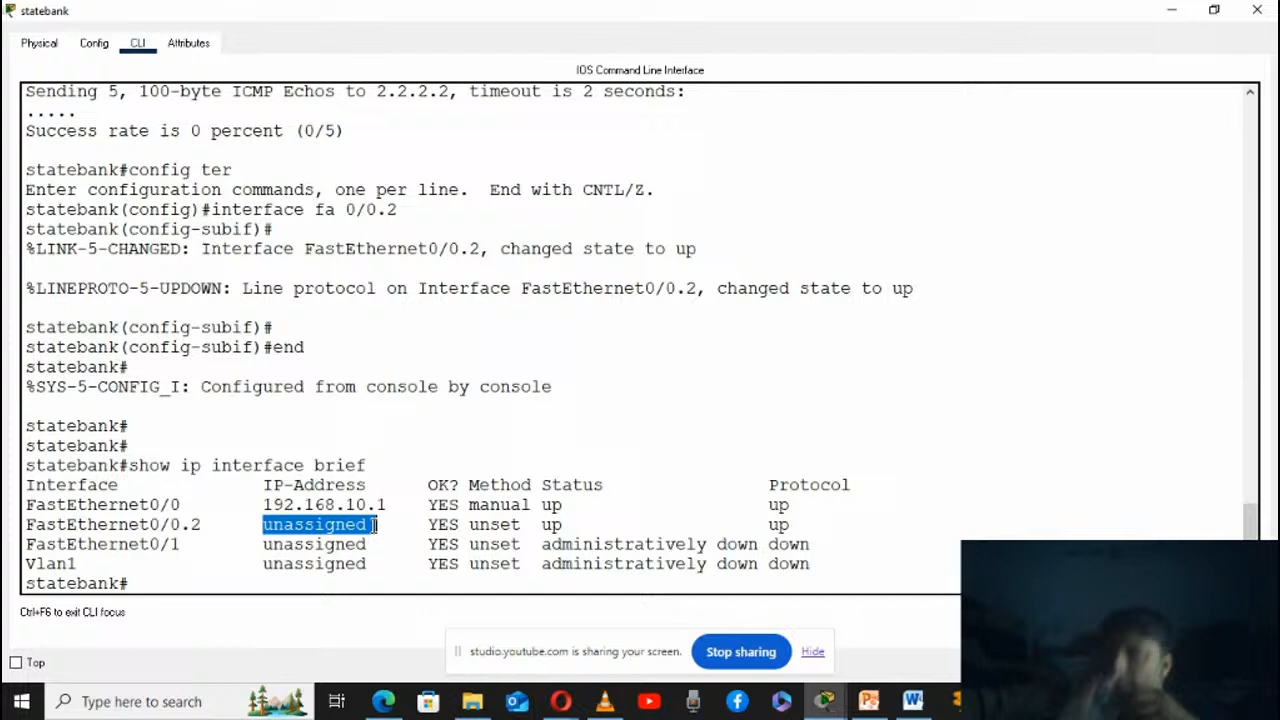 statebank
Physical Config CLI Attributes
IOS Command Line Interface
Sending 5, 100-byte ICMP Echos to 2.2.2.2, timeout is 2 seconds:
.....
Success rate is 0 percent (0/5)
statebank#config ter
Enter configuration commands, one per line.  End with CNTL/Z.
statebank(config)#interface fa 0/0.2
statebank(config-subif)#
%LINK-5-CHANGED: Interface FastEthernet0/0.2, changed state to up
%LINEPROTO-5-UPDOWN: Line protocol on Interface FastEthernet0/0.2, changed state to up
statebank(config-subif)#
statebank(config-subif)#end
statebank#
%SYS-5-CONFIG_I: Configured from console by console
statebank#
statebank#
statebank#show ip interface brief
Interface IP-Address OK? Method Status Protocol
FastEthernet0/0 192.168.10.1 YES manual up up
FastEthernet0/0.2 unassigned YES unset up up
FastEthernet0/1 unassigned YES unset administratively down down
Vlan1 unassigned YES unset administratively down down
statebank#
Ctrl+F6 to exit CLI focus
studio.youtube.com is sharing your screen. Stop sharing Hide
Top
Type here to search